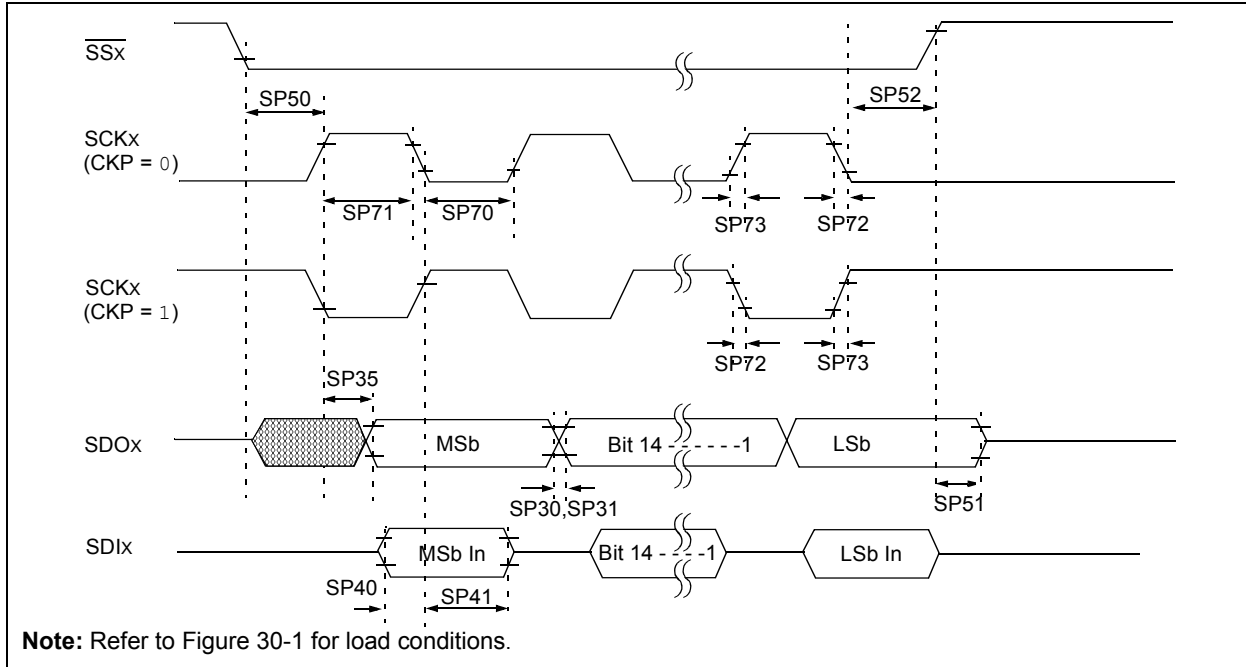 SSx
SP50
SP52
SCKx
(CKP = 0)
SP71
SP70
SP73
SP72
SCKx
(CKP = 1)
SP72
SP73
SP35
SDOx
MSb
Bit 14 - - - - - -1
LSb
SP30,SP31
SP51
SDIx
MSb In
Bit 14 - - - -1
LSb In
SP40
SP41
Note: Refer to Figure 30-1 for load conditions.